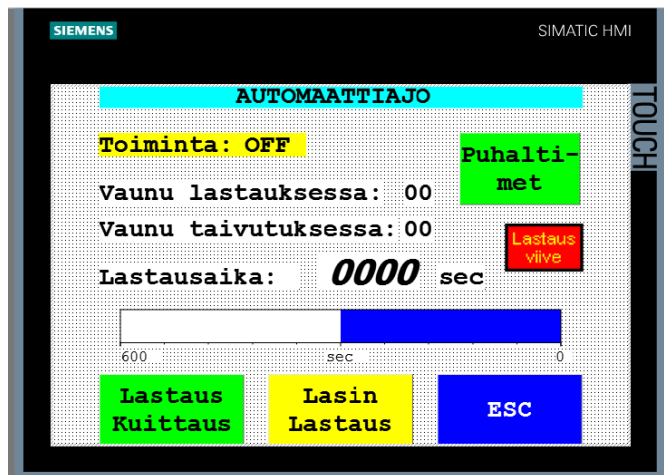 SIEMENS
SIMATIC HMI
TOUCH
AUTOMAATTIAJO
Toiminta: OFF
Puhalti-
met
Vaunu lastauksessa: 00
Vaunu taivutuksessa: 00
Lastaus
viive
Lastausaika: 0000 sec
600 sec 0
Lastaus
Kuittaus
Lasin
Lastaus
ESC